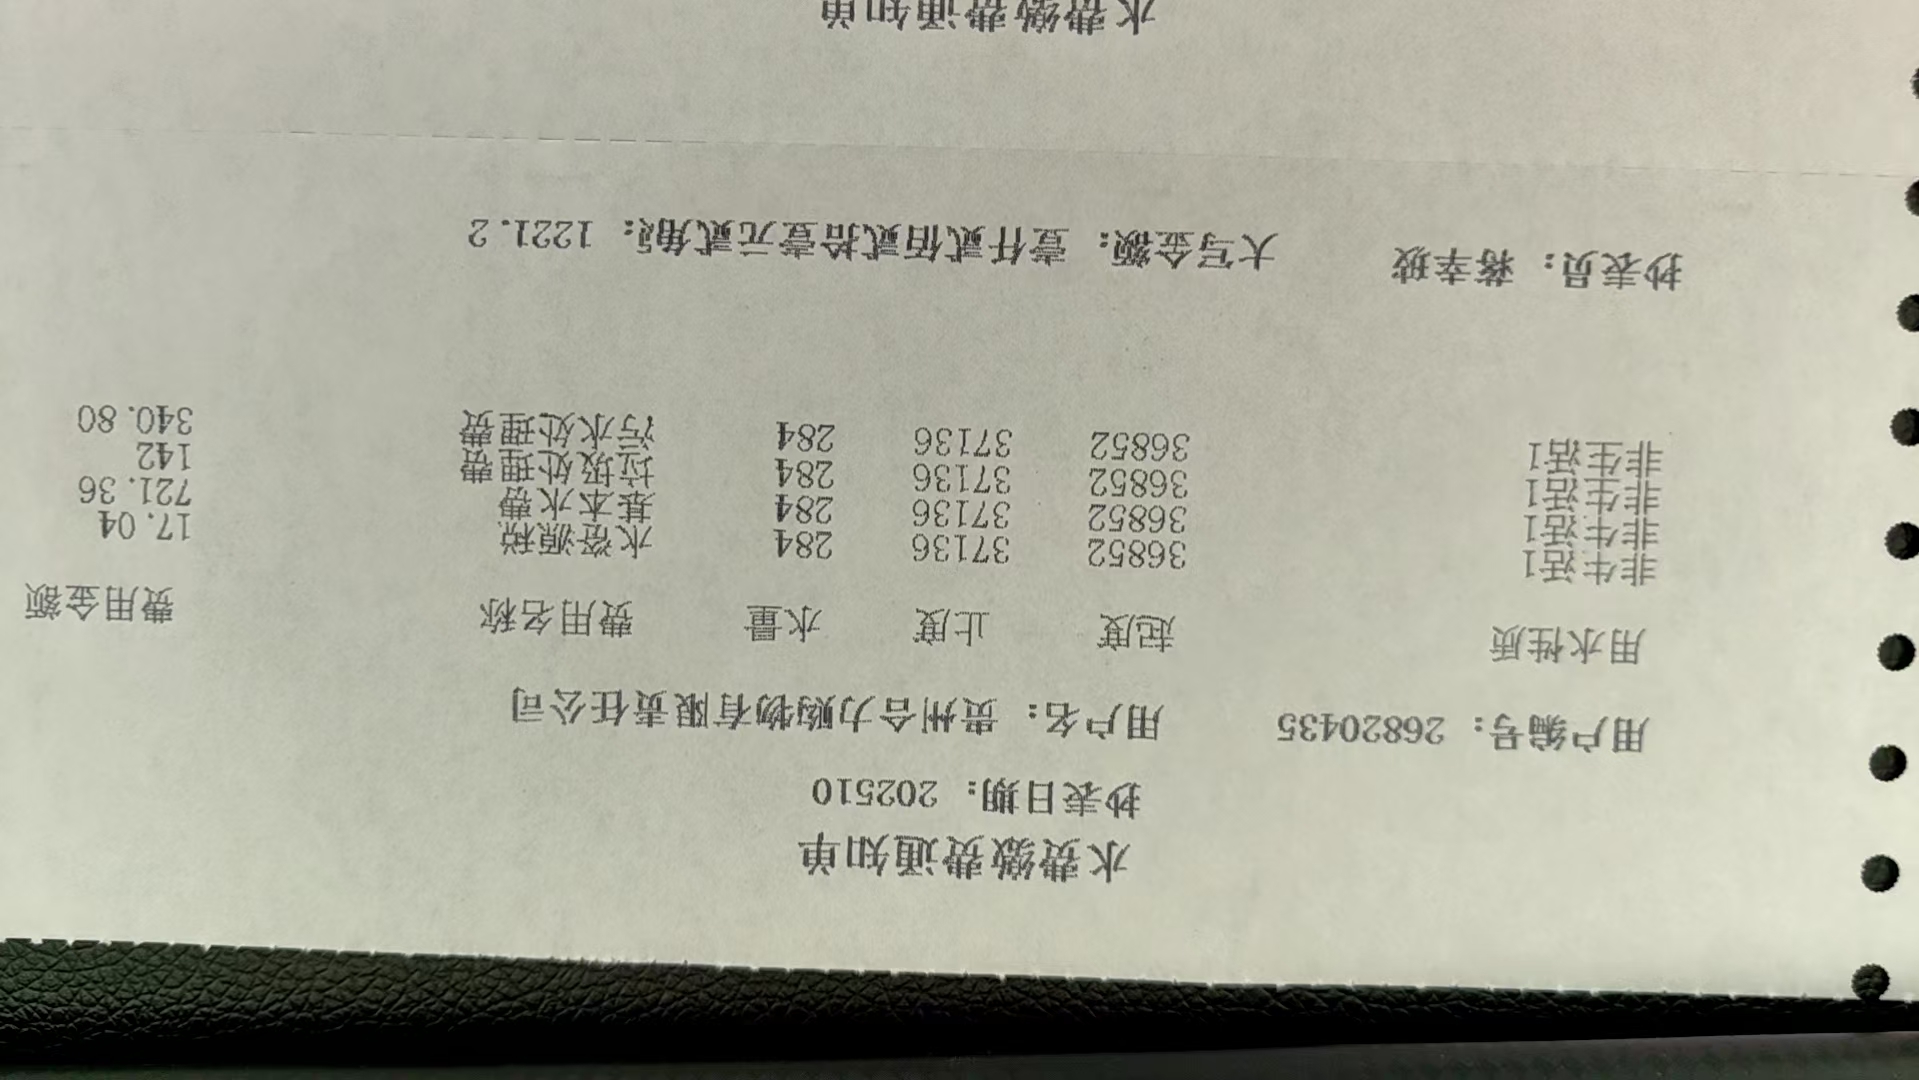 水费缴费通知单
抄表日期：202510
用户编号：26820435 用户名：贵州合力购物有限责任公司
用水性质 起度 止度 水量 费用名称 费用金额
非生活1 36852 37136 284 水资源税 17.04
非生活1 36852 37136 284 基本水费 721.36
非生活1 36852 37136 284 垃圾处理费 142
非生活1 36852 37136 284 污水处理费 340.80
抄表员：蒋幸披 大写金额：壹仟贰佰贰拾壹元贰角 ：1221.2
水费缴费通知单